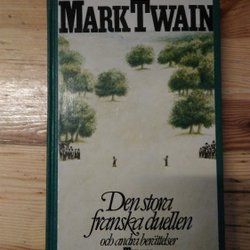 MARK TWAIN
Den stora
franska duellen
och andra berättelser